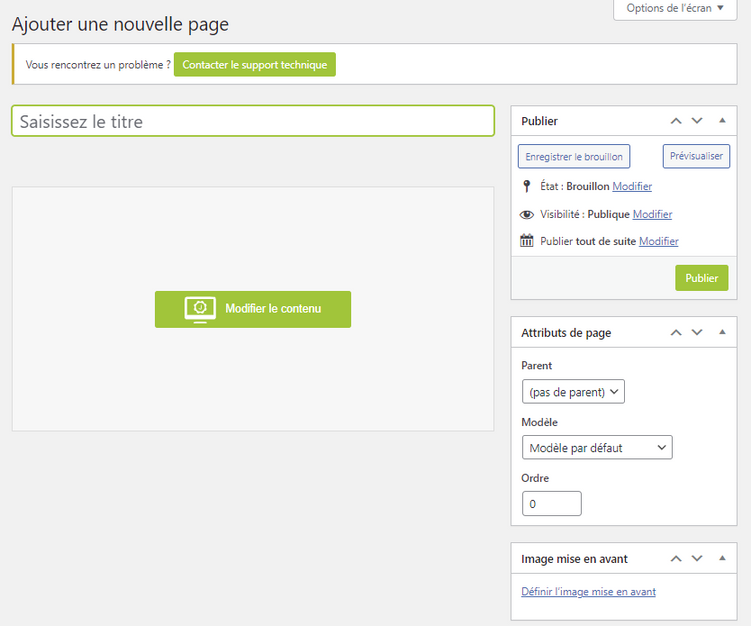 Options de l'écran
Ajouter une nouvelle page
Vous rencontrez un problème ? Contacter le support technique
Saisissez le titre
Modifier le contenu
Publier
Enregistrer le brouillon Prévisualiser
État : Brouillon Modifier
Visibilité : Publique Modifier
Publier tout de suite Modifier
Publier
Attributs de page
Parent
(pas de parent)
Modèle
Modèle par défaut
Ordre
0
Image mise en avant
Définir l'image mise en avant